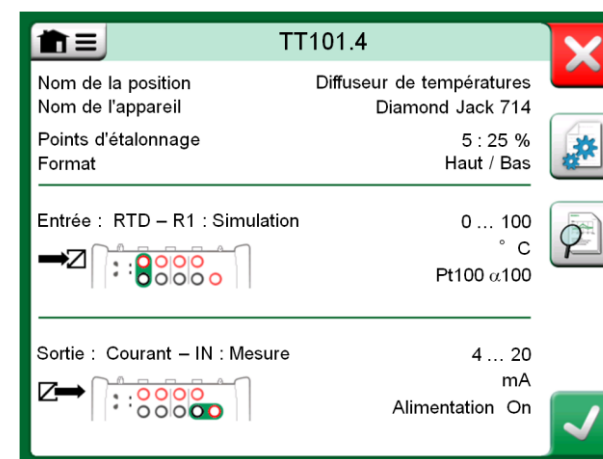 TT101.4
Nom de la position Diffuseur de températures
Nom de l'appareil Diamond Jack 714
Points d'étalonnage 5 : 25 %
Format Haut / Bas
Entrée : RTD – R1 : Simulation 0 ... 100
° C
Pt100 α100
Sortie : Courant – IN : Mesure 4 ... 20
mA
Alimentation On